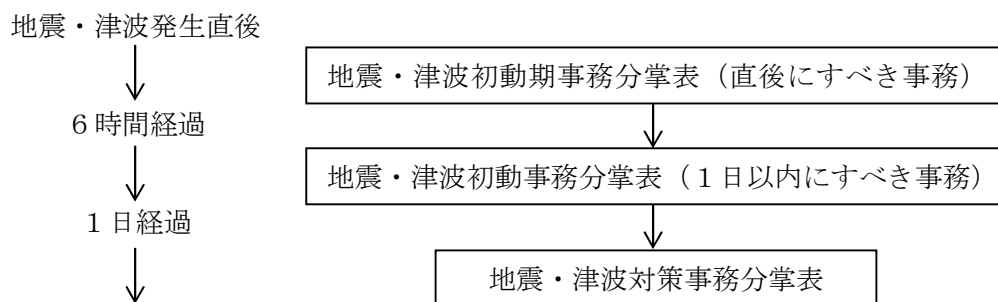 地震・津波発生直後
地震・津波初動期事務分掌表（直後にすべき事務）
６時間経過
地震・津波初動事務分掌表（１日以内にすべき事務）
１日経過
地震・津波対策事務分掌表